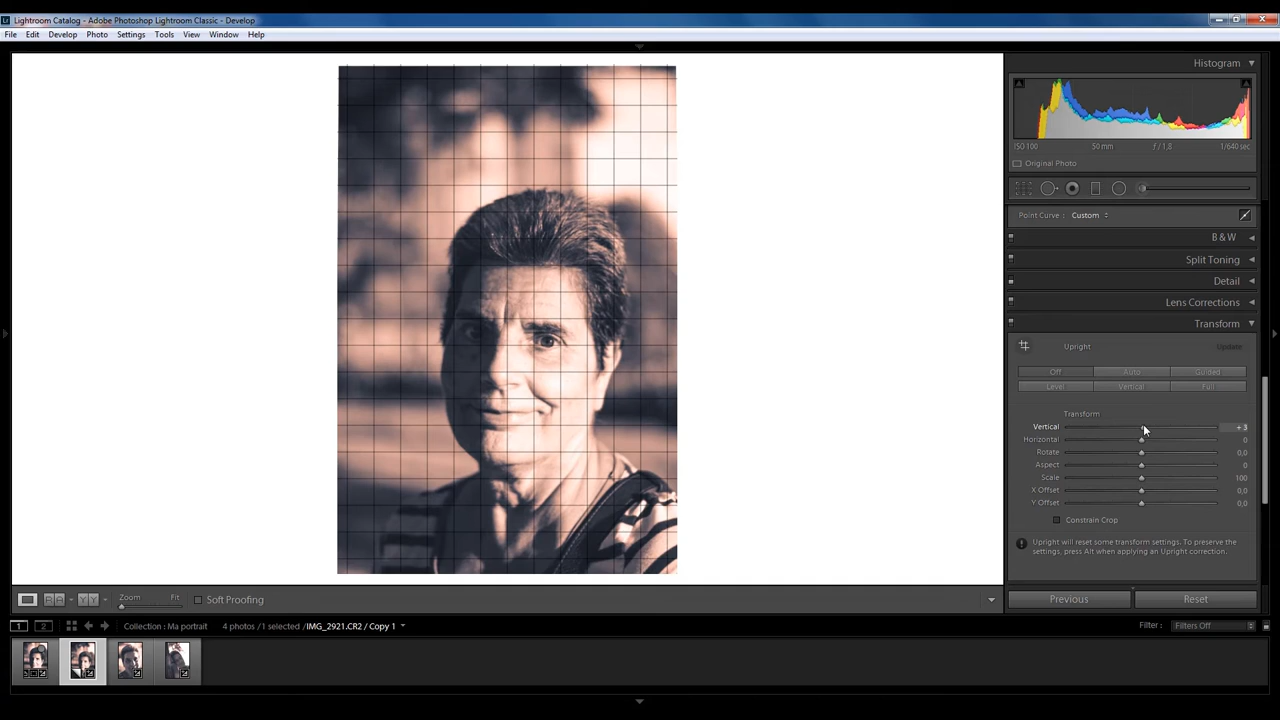 Lightroom Catalog - Adobe Photoshop Lightroom Classic - Develop
File Edit Develop Photo Settings Tools View Window Help
Histogram
ISO 100 50 mm f / 1,8 1/640 sec
Original Photo
Point Curve : Custom
B & W
Split Toning
Detail
Lens Corrections
Transform
Upright Update
Off Auto Guided
Level Vertical Full
Transform
Vertical + 3
Horizontal 0
Rotate 0,0
Aspect 0
Scale 100
X Offset 0,0
Y Offset 0,0
Constrain Crop
Upright will reset some transform settings. To preserve the
settings, press Alt when applying an Upright correction.
Previous Reset
Zoom Fit Soft Proofing
1 2 Collection : Ma portrait 4 photos / 1 selected / IMG_2921.CR2 / Copy 1 Filter : Filters Off